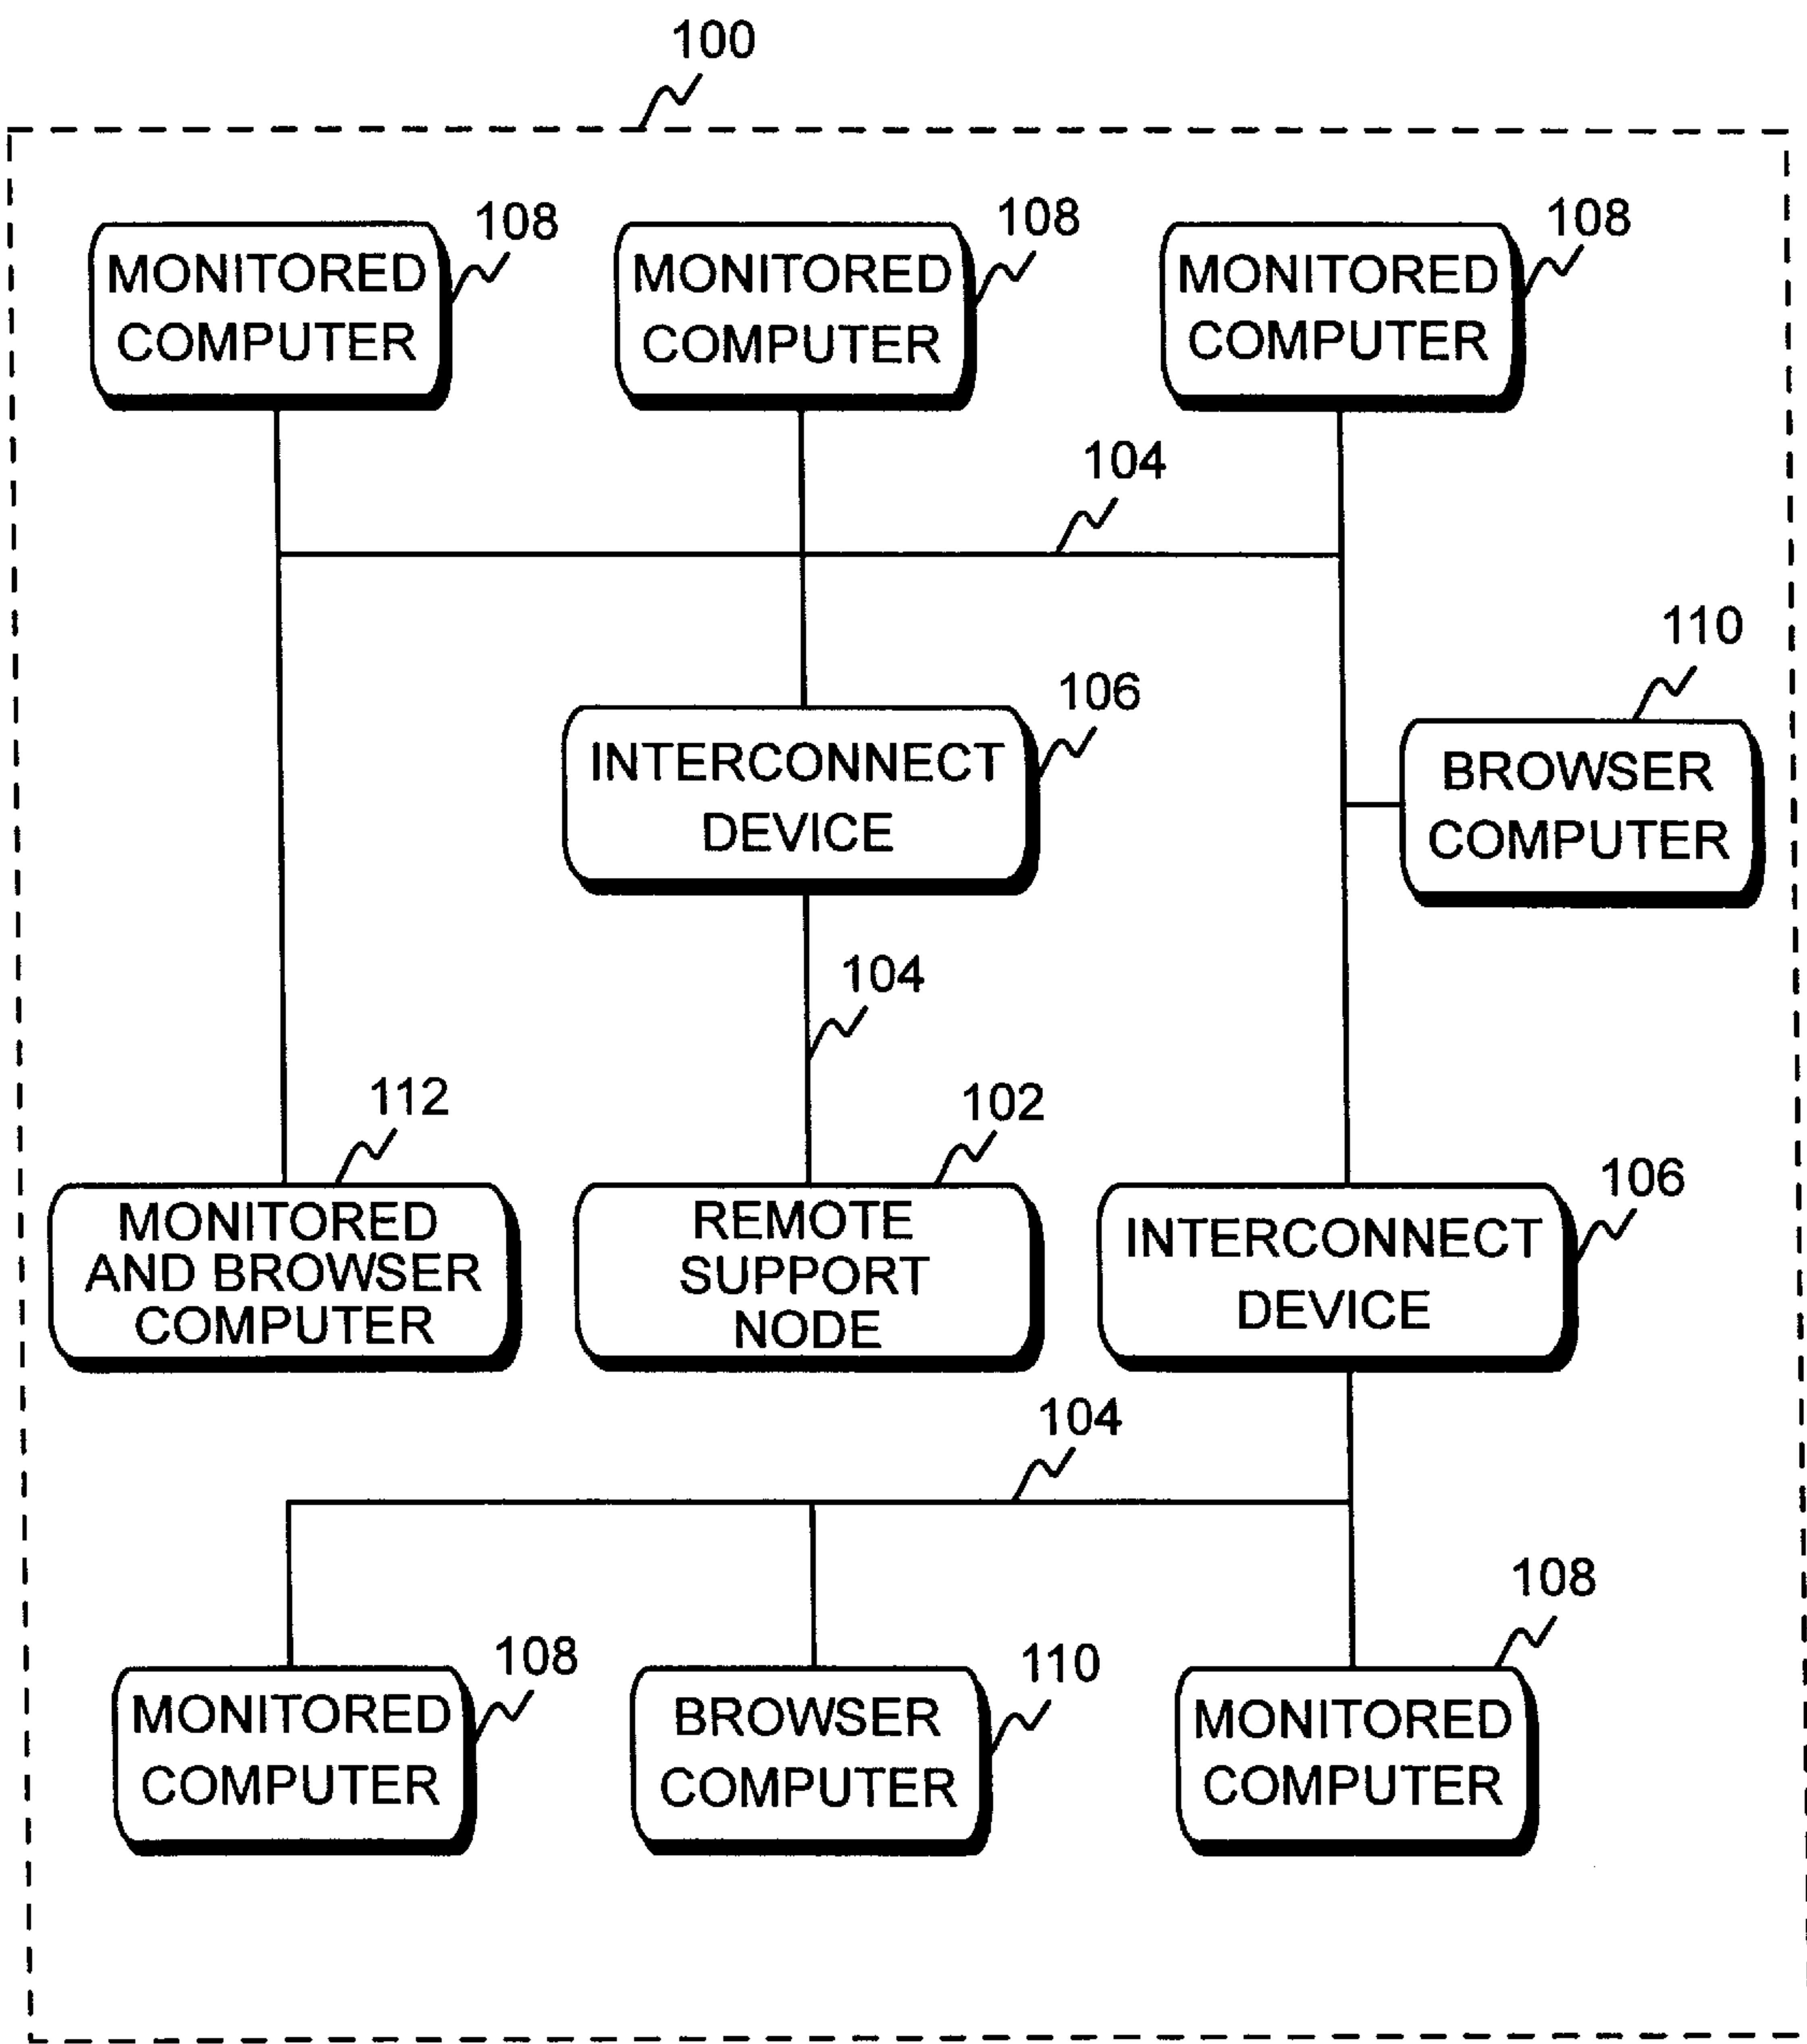 100
108
MONITORED
COMPUTER
108
MONITORED
COMPUTER
108
MONITORED
COMPUTER
104
110
BROWSER
COMPUTER
106
INTERCONNECT
DEVICE
104
112
MONITORED
AND BROWSER
COMPUTER
102
REMOTE
SUPPORT
NODE
106
INTERCONNECT
DEVICE
104
108
MONITORED
COMPUTER
110
BROWSER
COMPUTER
108
MONITORED
COMPUTER